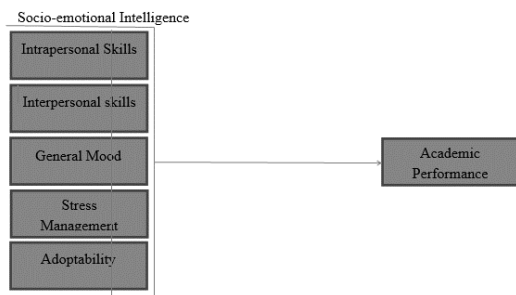 Socio-emotional Intelligence
Intrapersonal Skills
Interpersonal skills
General Mood
Stress
Management
Adoptability
Academic
Performance